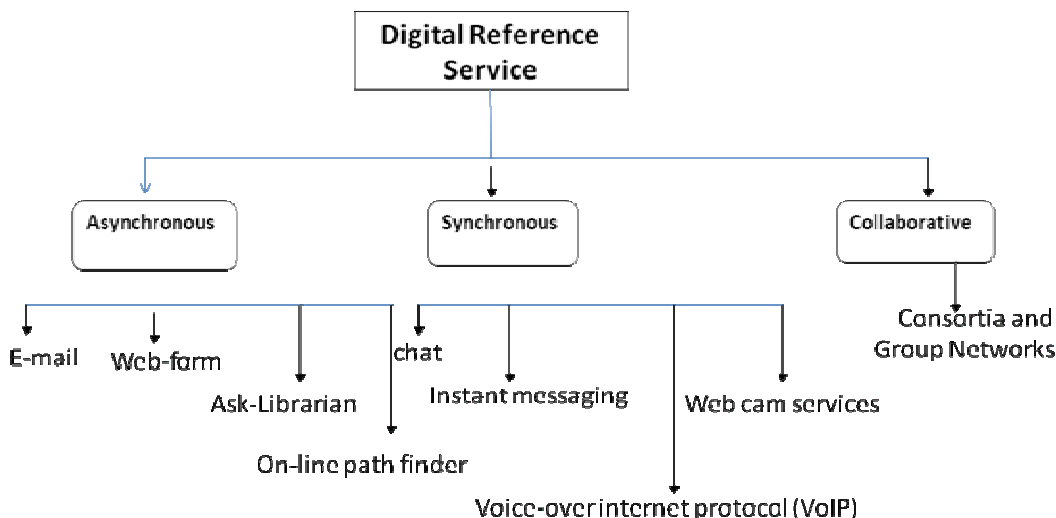 Digital Reference
Service
Asynchronous
Synchronous
Collaborative
E-mail
Web-form
Ask-Librarian
On-line path finder
chat
Instant messaging
Voice-over internet protocol (VoIP)
Web cam services
Consortia and
Group Networks